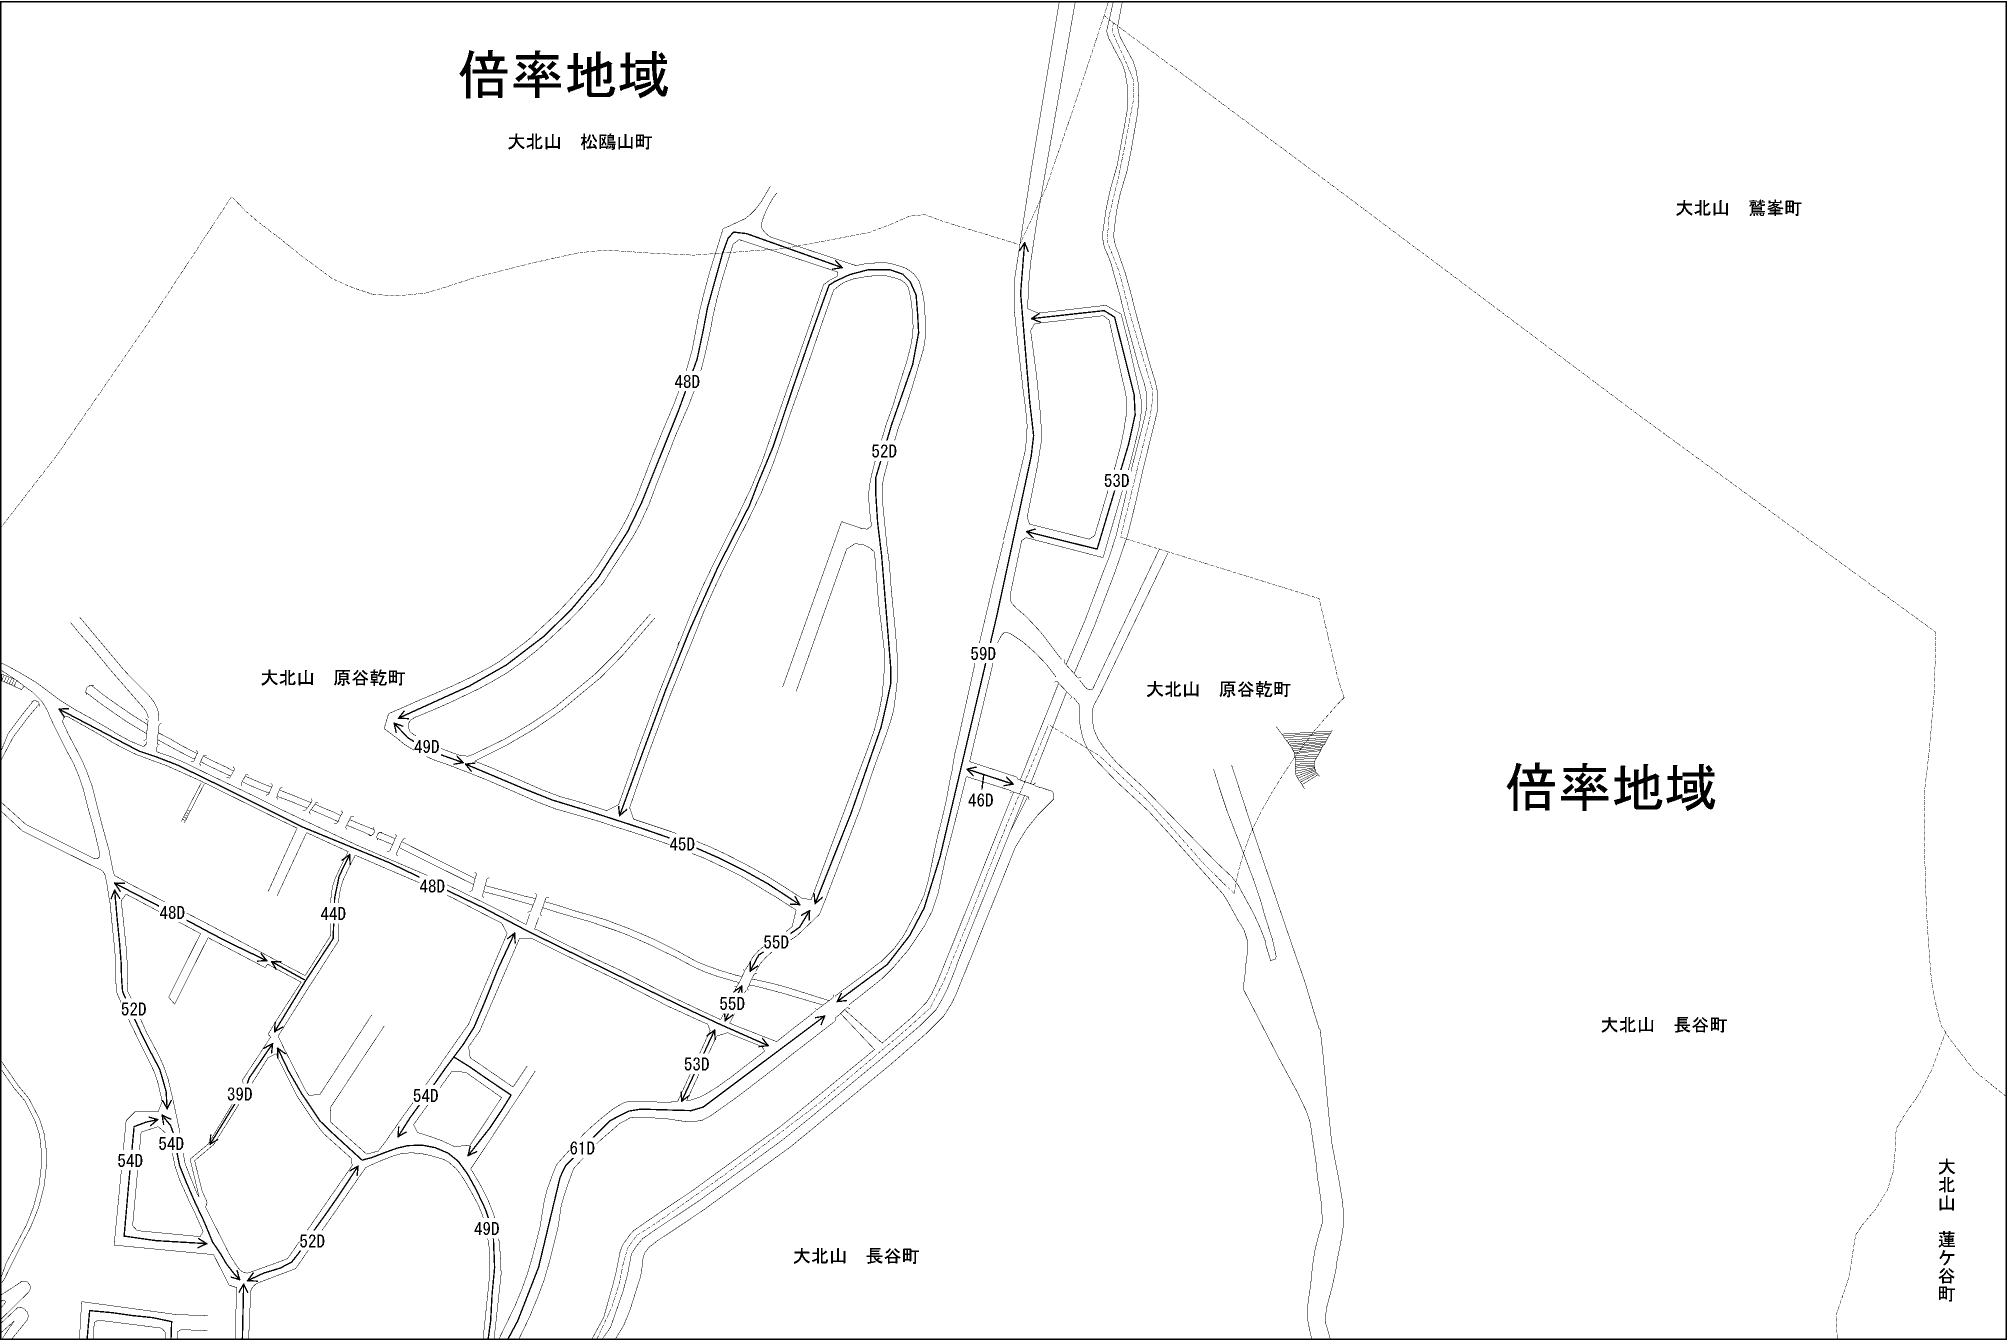 倍率地域
大北山　松鴎山町
大北山　鷲峯町
48D
52D
53D
59D
大北山　原谷乾町
大北山　原谷乾町
49D
倍率地域
46D
45D
48D
48D
44D
55D
55D
52D
大北山　長谷町
53D
39D
54D
54D
61D
54D
大北山　蓮ケ谷町
49D
52D
大北山　長谷町